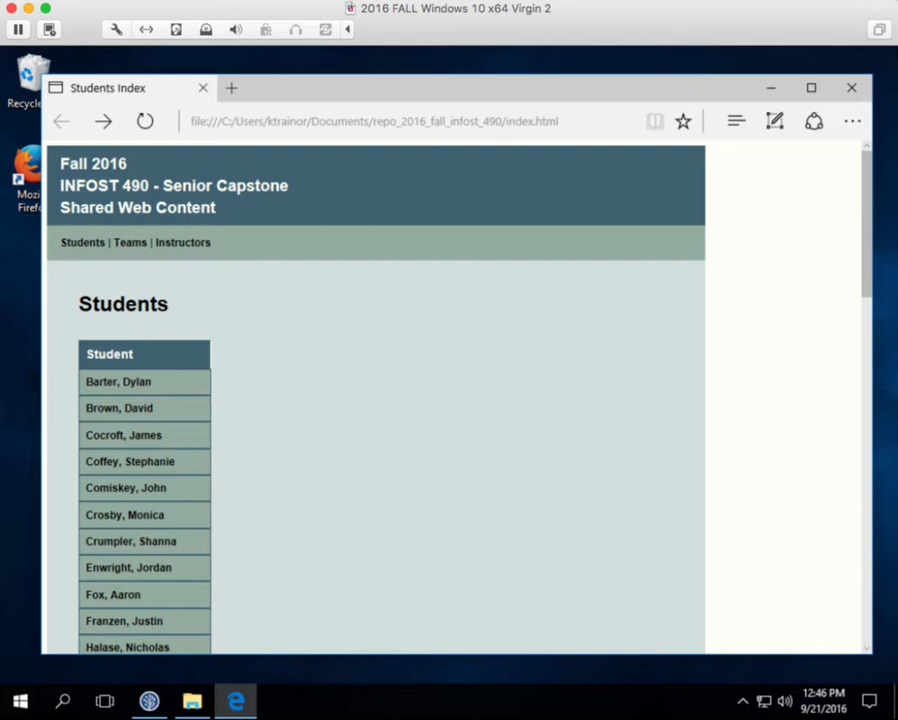 2016 FALL Windows 10 x64 Virgin 2
Students Index
file:///C:/Users/ktrainor/Documents/repo_2016_fall_infost_490/index.html
Fall 2016
INFOST 490 - Senior Capstone
Shared Web Content
Students | Teams | Instructors
Students
Student
Barter, Dylan
Brown, David
Cocroft, James
Coffey, Stephanie
Comiskey, John
Crosby, Monica
Crumpler, Shanna
Enwright, Jordan
Fox, Aaron
Franzen, Justin
Halase, Nicholas
12:46 PM
9/21/2016